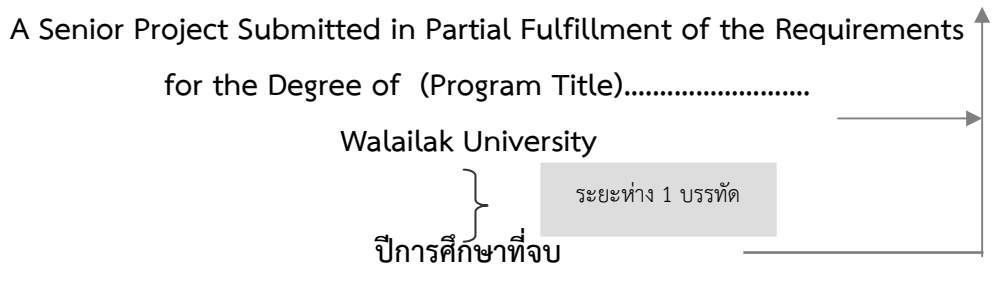 A Senior Project Submitted in Partial Fulfillment of the Requirements
for the Degree of (Program Title)..........................
Walailak University
ระยะห่าง 1 บรรทัด
ปีการศึกษาที่จบ